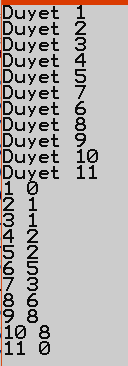 Duyet 1
Duyet 2
Duyet 3
Duyet 4
Duyet 5
Duyet 7
Duyet 6
Duyet 8
Duyet 9
Duyet 10
Duyet 11
1 0
2 1
3 1
4 2
5 2
6 5
7 3
8 6
9 8
10 8
11 0